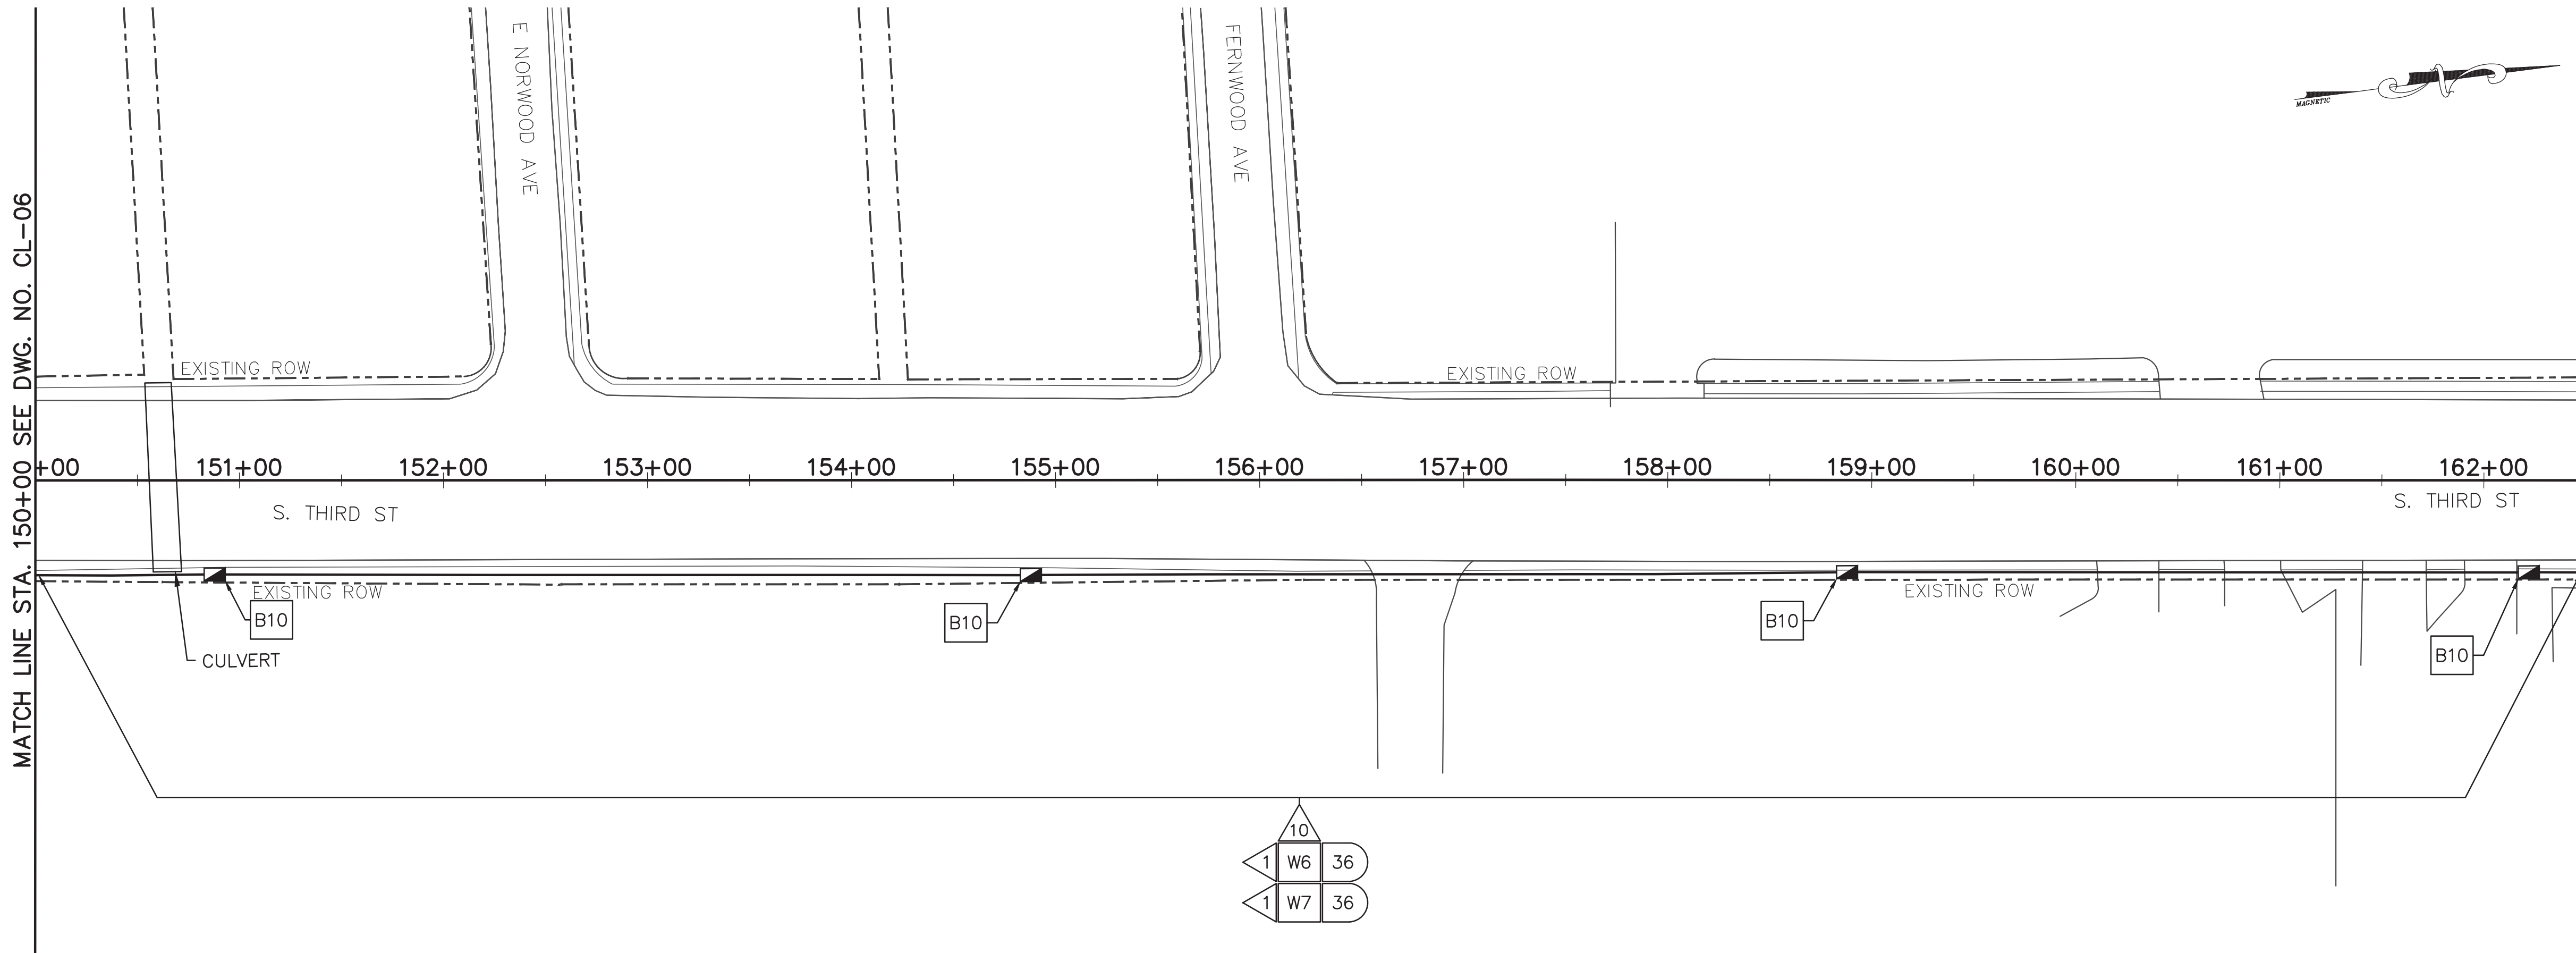 MATCH LINE STA. 150+00 SEE DWG. NO. CL-06
E NORWOOD AVE
FERNWOOD AVE
MAGNETIC
N
EXISTING ROW
EXISTING ROW
+00 151+00 152+00 153+00 154+00 155+00 156+00 157+00 158+00 159+00 160+00 161+00 162+00
S. THIRD ST
S. THIRD ST
EXISTING ROW
EXISTING ROW
B10
B10
B10
B10
CULVERT
10
1 W6 36
1 W7 36